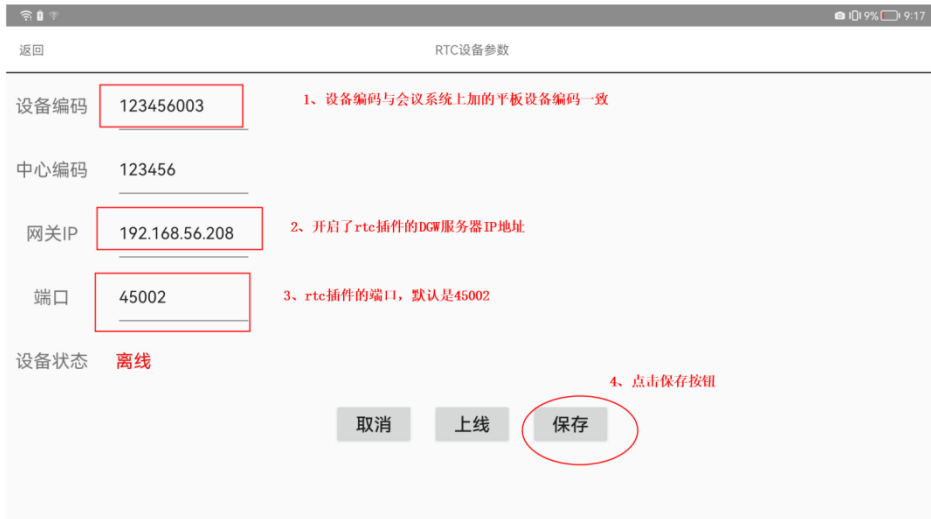 9% 9:17
返回 RTC设备参数
设备编码 123456003 1、设备编码与会议系统上加的平板设备编码一致
中心编码 123456
网关IP 192.168.56.208 2、开启了rtc插件的DGW服务器IP地址
端口 45002 3、rtc插件的端口，默认是45002
设备状态 离线
4、点击保存按钮
取消 上线 保存